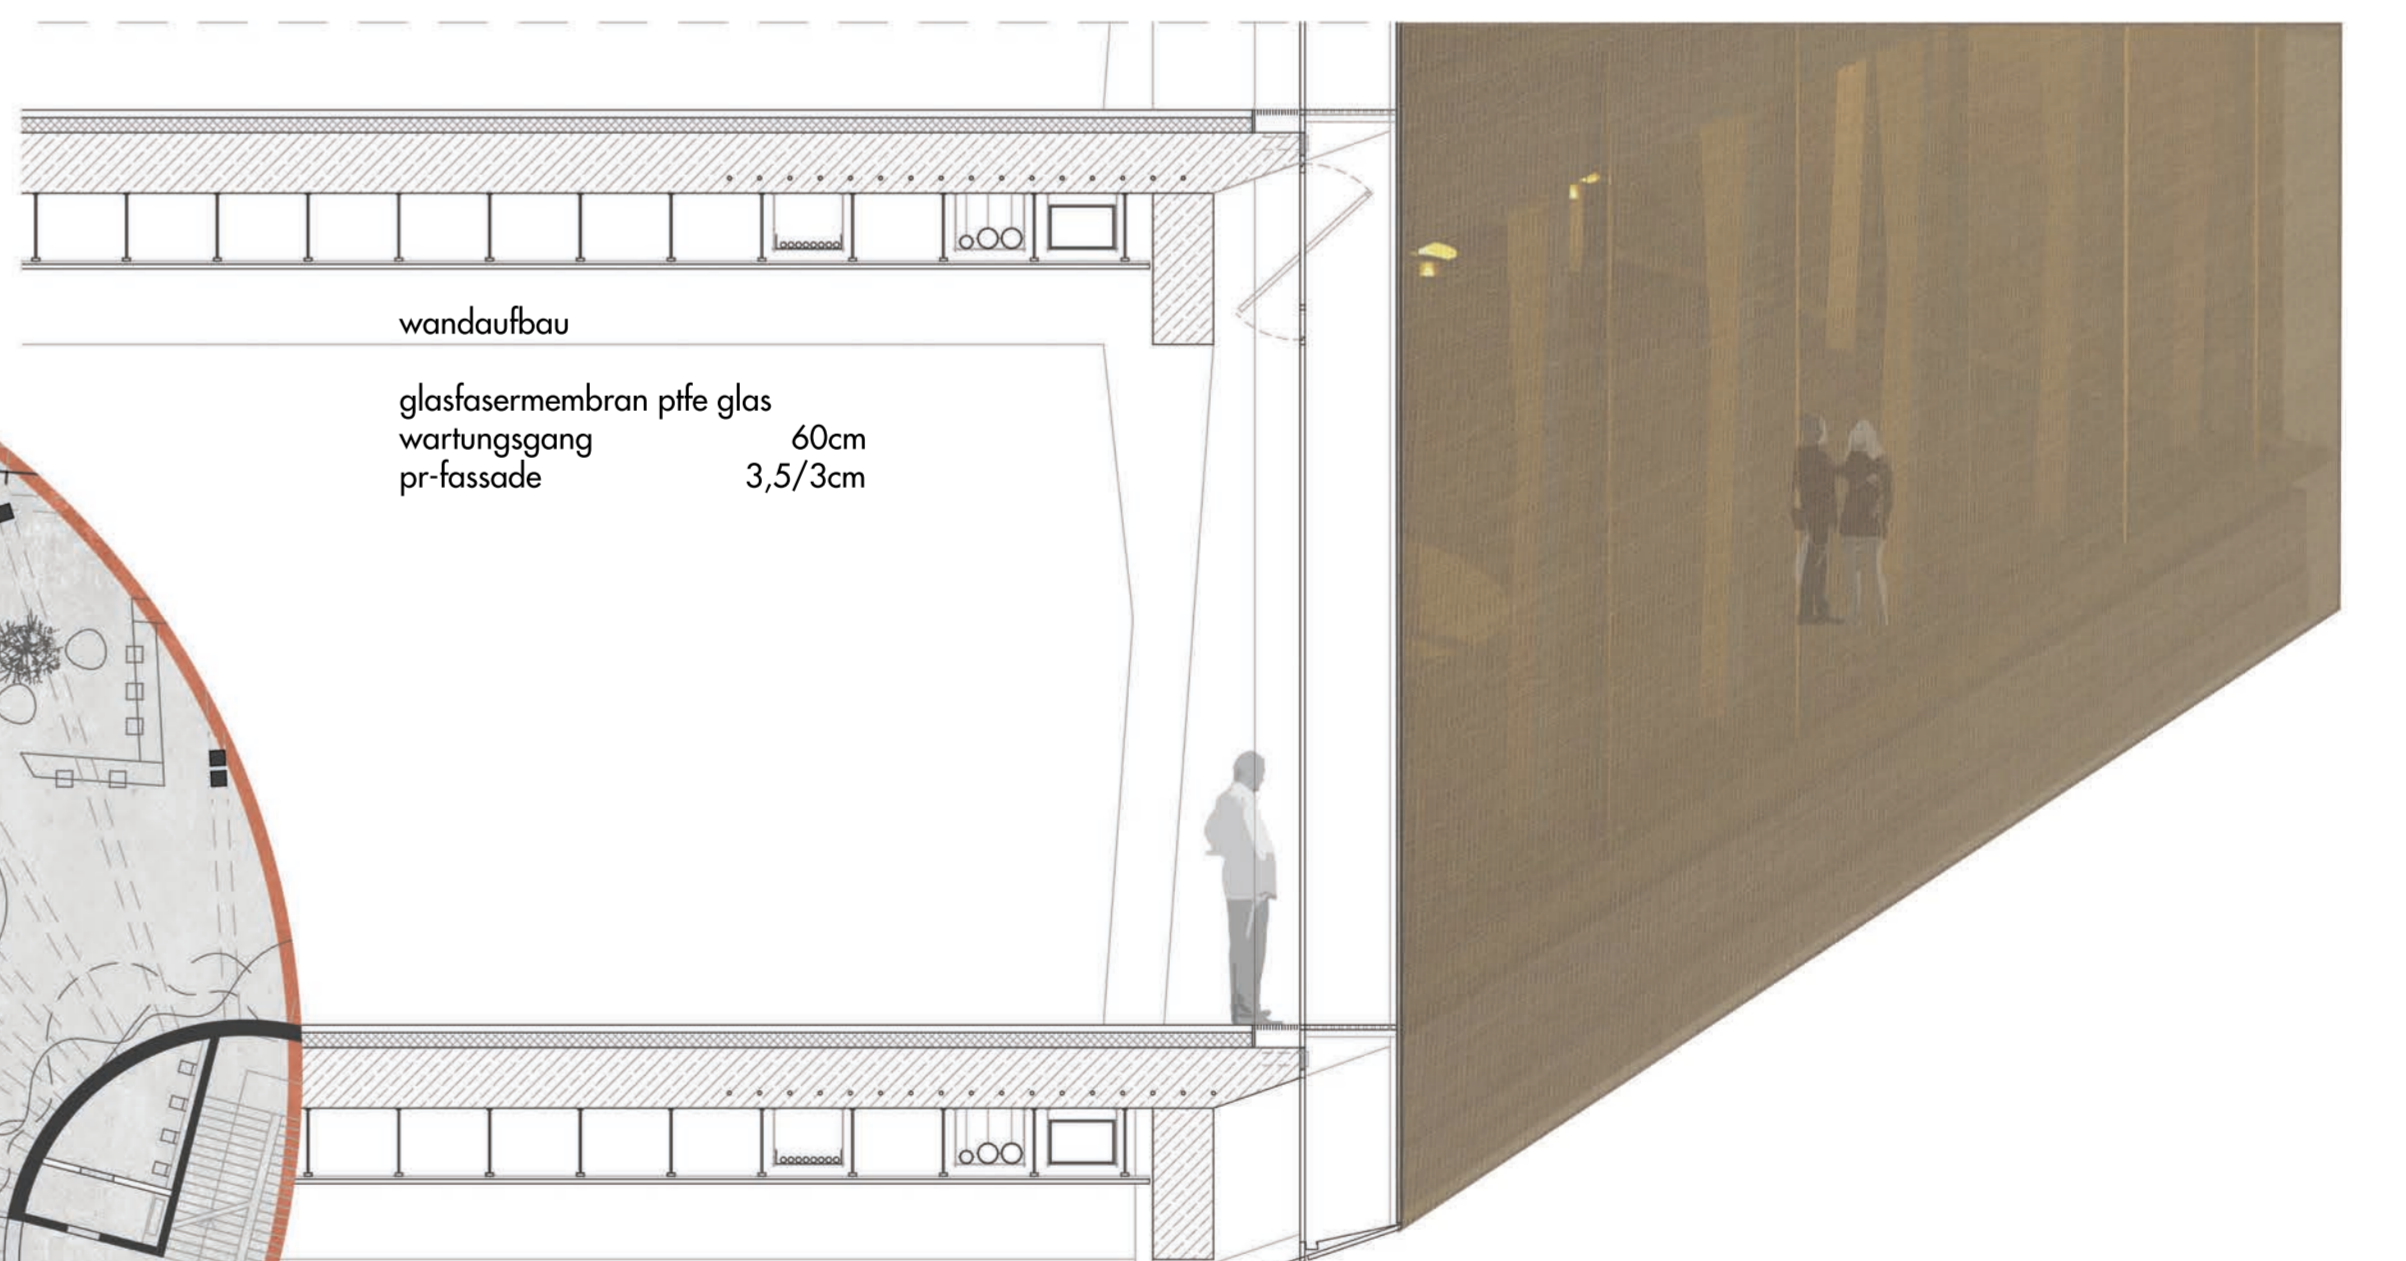 wandaufbau
glasfasermembran ptfe glas
wartungsgang 60cm
pr-fassade 3,5/3cm